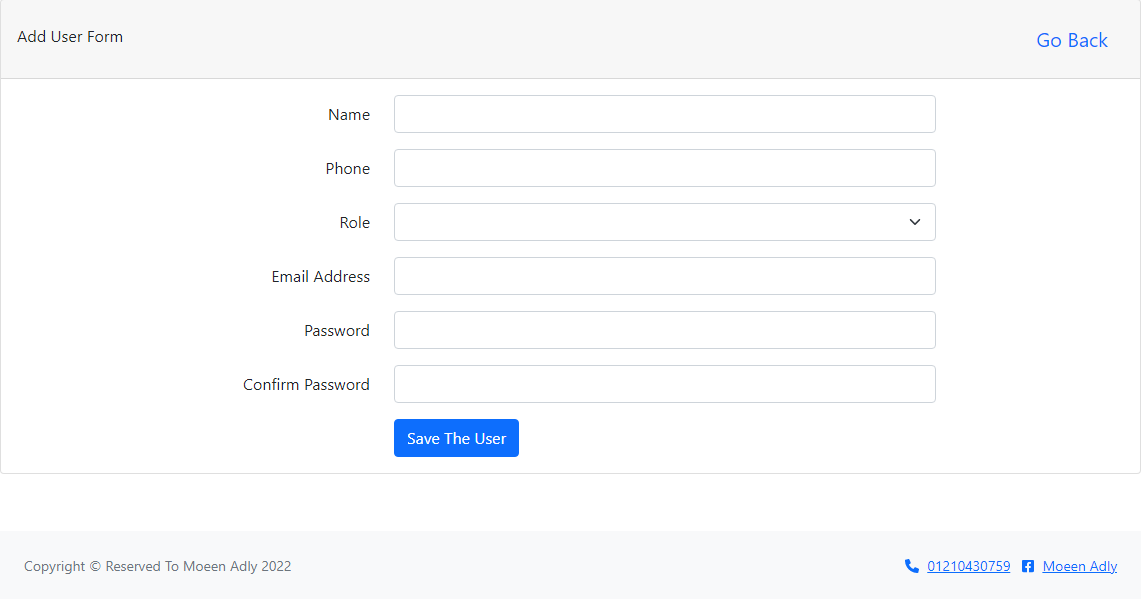 Add User Form
Go Back
Name
Phone
Role
Email Address
Password
Confirm Password
Save The User
Copyright © Reserved To Moeen Adly 2022
01210430759 Moeen Adly